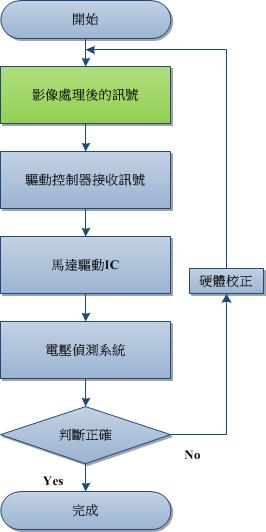 開始
影像處理後的訊號
驅動控制器接收訊號
馬達驅動IC
硬體校正
電壓偵測系統
判斷正確
No
Yes
完成